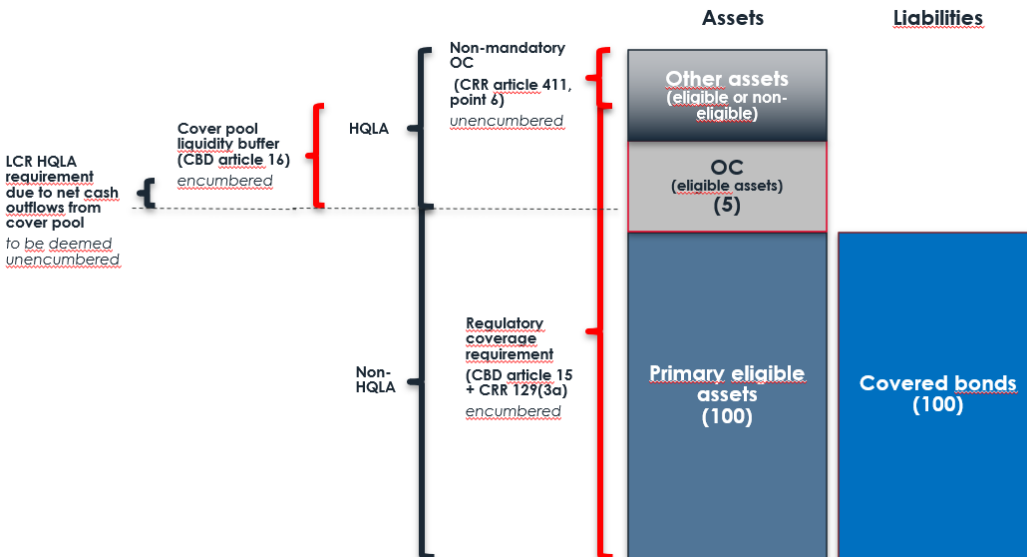 Assets
Liabilities
Non-mandatory
OC
(CRR article 411,
point 6)
unencumbered
Other assets
(eligible or non-
eligible)
HQLA
Cover pool
liquidity buffer
(CBD article 16)
encumbered
LCR HQLA
requirement
due to net cash
outflows from
cover pool
to be deemed
unencumbered
OC
(eligible assets)
(5)
Regulatory
coverage
requirement
(CBD article 15
+ CRR 129(3a)
encumbered
Non-
HQLA
Primary eligible
assets
(100)
Covered bonds
(100)